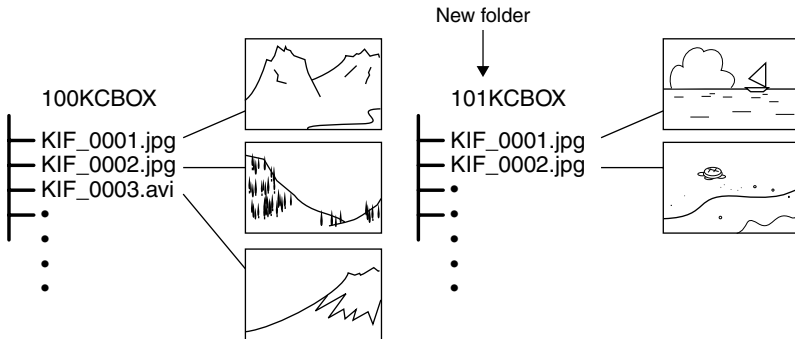 New folder
100KCBOX
KIF_0001.jpg
KIF_0002.jpg
KIF_0003.avi
101KCBOX
KIF_0001.jpg
KIF_0002.jpg